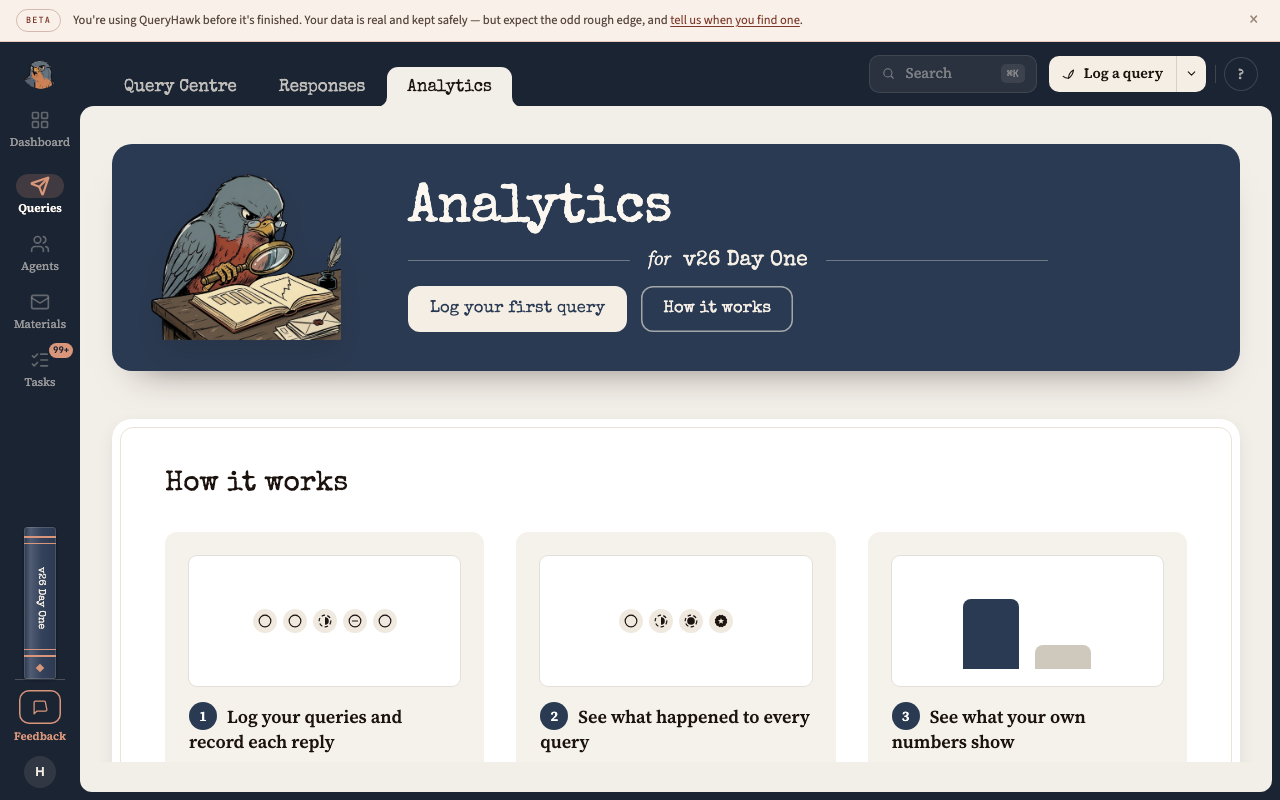 BETA
You're using QueryHawk before it's finished. Your data is real and kept safely — but expect the odd rough edge, and tell us when you find one.
×
Query Centre
Responses
Analytics
Search
⌘K
Log a query
?
Dashboard
Queries
Agents
Materials
99+
Tasks
v26 Day One
Feedback
H
Analytics
for v26 Day One
Log your first query
How it works
How it works
1 Log your queries and
record each reply
2 See what happened to every
query
3 See what your own
numbers show